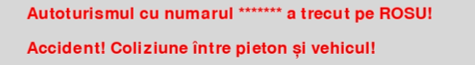 Autoturismul cu numarul ******* a trecut pe ROSU!
Accident! Coliziune între pieton și vehicul!